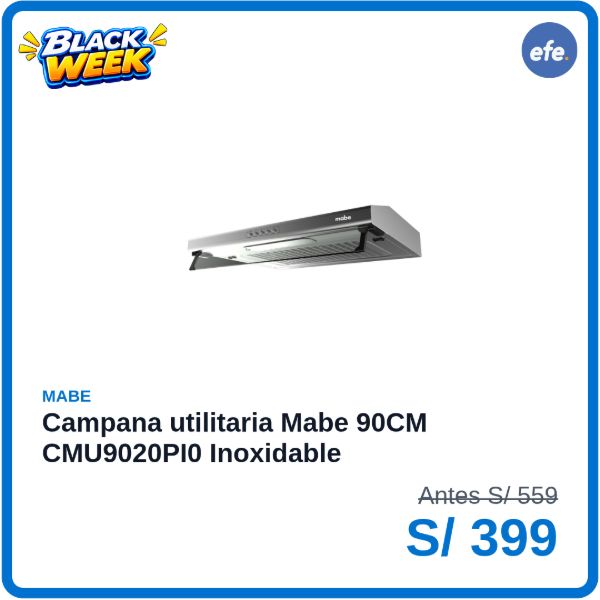 BLACK
WEEK
efe.
mabe
MABE
Campana utilitaria Mabe 90CM
CMU9020PI0 Inoxidable
Antes S/ 559
S/ 399